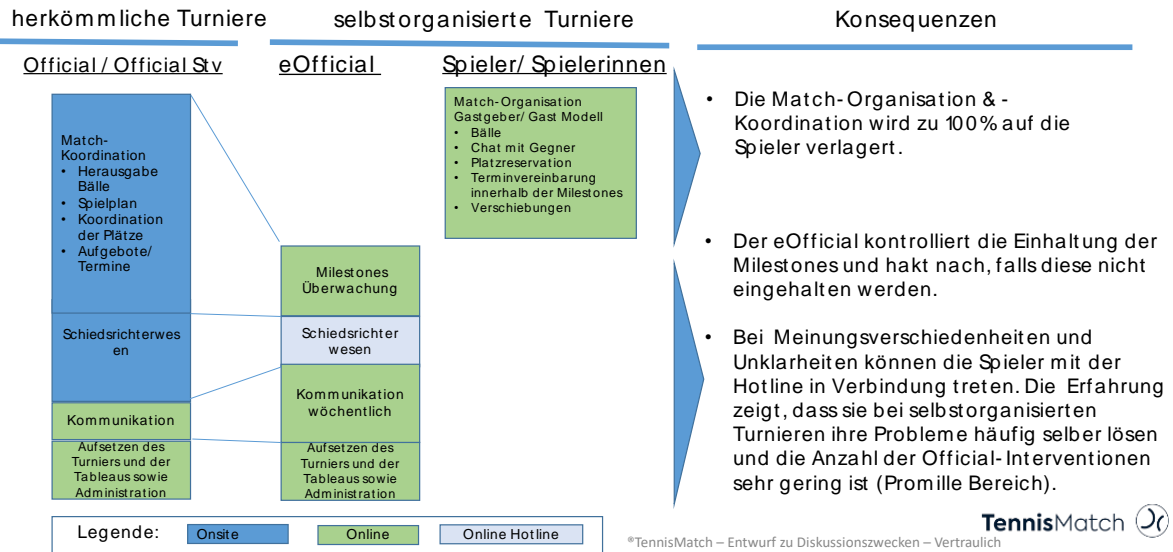 herkömmliche Turniere
selbstorganisierte Turniere
Konsequenzen
Official / Official Stv
eOfficial
Spieler/ Spielerinnen
Match-
Koordination
• Herausgabe
Bälle
• Spielplan
• Koordination
der Plätze
• Aufgebote/
Termine
Schiedsrichterwes
en
Kommunikation
Aufsetzen des
Turniers und der
Tableaus sowie
Administration
Milestones
Überwachung
Schiedsrichter
wesen
Kommunikation
wöchentlich
Aufsetzen des
Turniers und der
Tableaus sowie
Administration
Match-Organisation
Gastgeber/ Gast Modell
• Bälle
• Chat mit Gegner
• Platzreservation
• Terminvereinbarung
innerhalb der Milestones
• Verschiebungen
• Die Match-Organisation & -
Koordination wird zu 100% auf die
Spieler verlagert.
• Der eOfficial kontrolliert die Einhaltung der
Milestones und hakt nach, falls diese nicht
eingehalten werden.
• Bei Meinungsverschiedenheiten und
Unklarheiten können die Spieler mit der
Hotline in Verbindung treten. Die Erfahrung
zeigt, dass sie bei selbstorganisierten
Turnieren ihre Probleme häufig selber lösen
und die Anzahl der Official-Interventionen
sehr gering ist (Promille Bereich).
Legende:
Onsite
Online
Online Hotline
TennisMatch
®TennisMatch – Entwurf zu Diskussionszwecken – Vertraulich